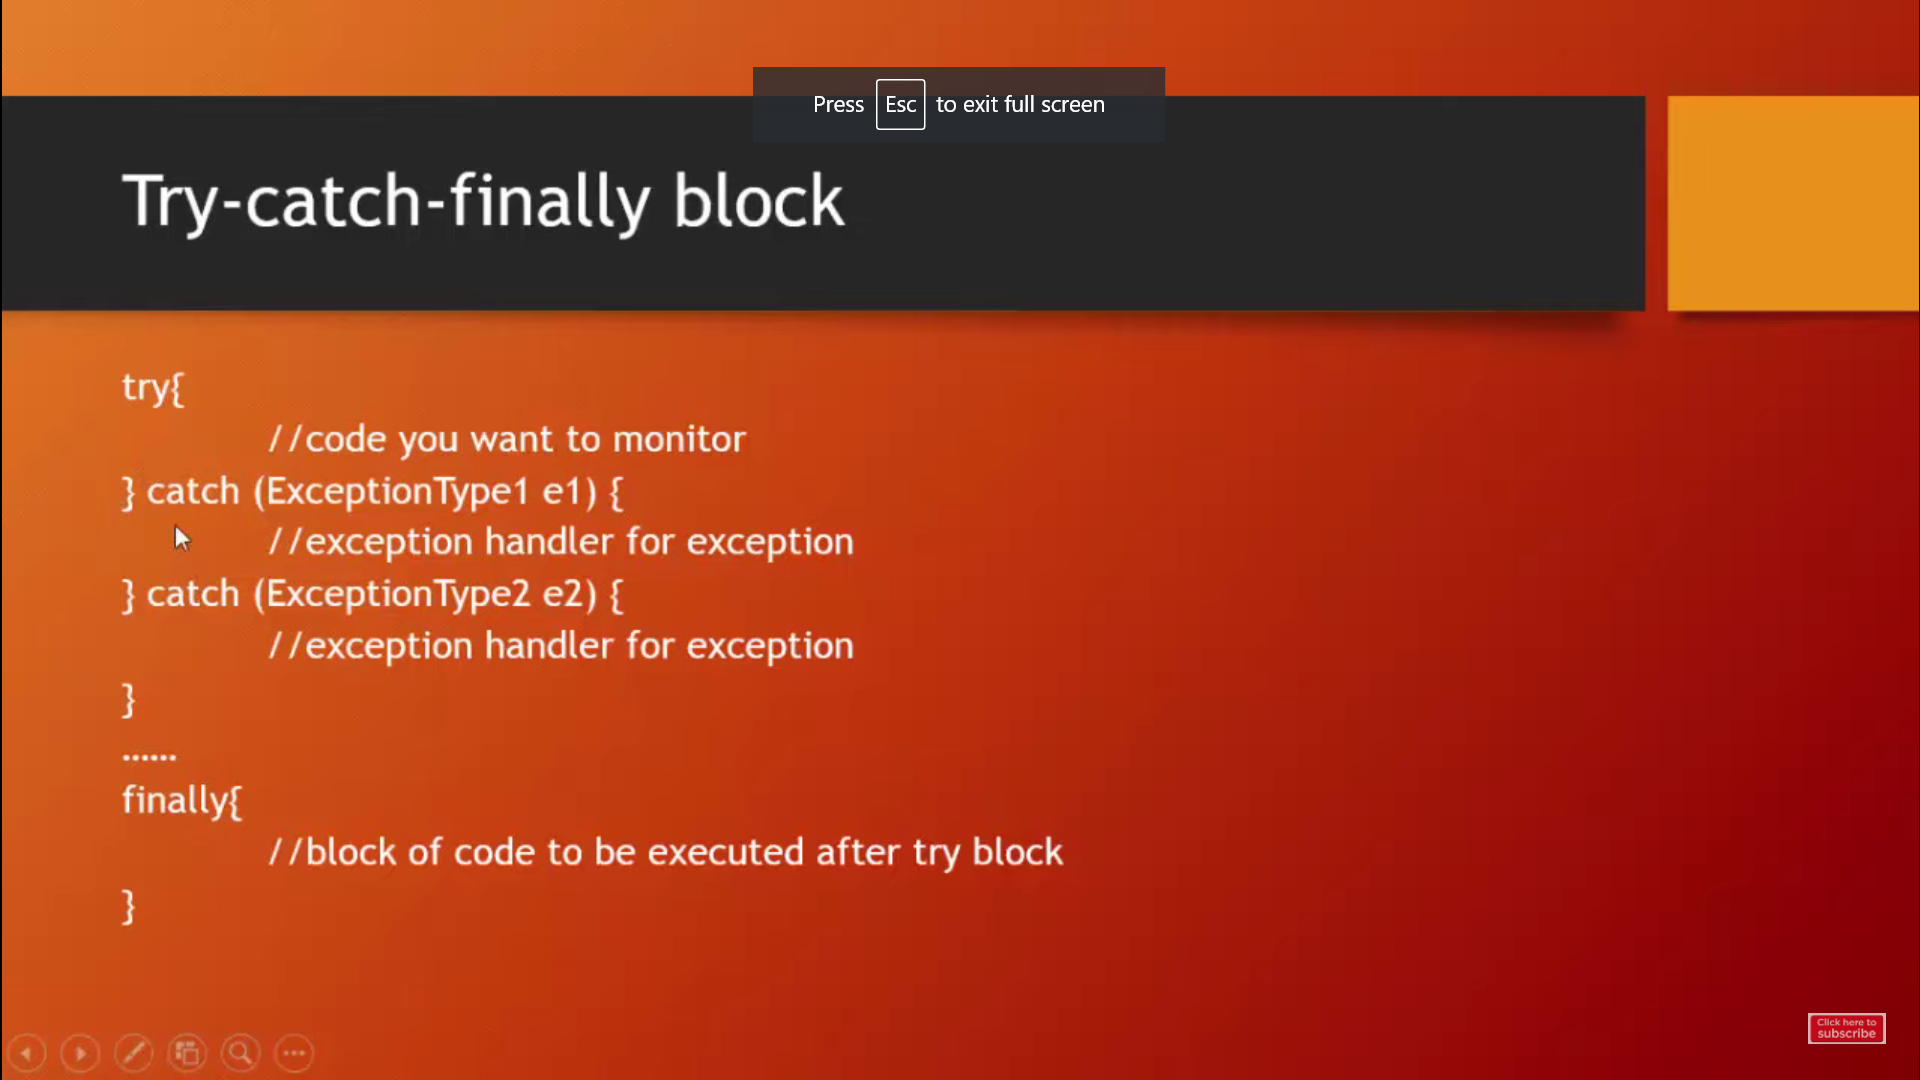 Press Esc to exit full screen
Try-catch-finally block
try{
//code you want to monitor
} catch (ExceptionType1 e1) {
//exception handler for exception
} catch (ExceptionType2 e2) {
//exception handler for exception
}
......
finally{
//block of code to be executed after try block
}
Click here to
subscribe